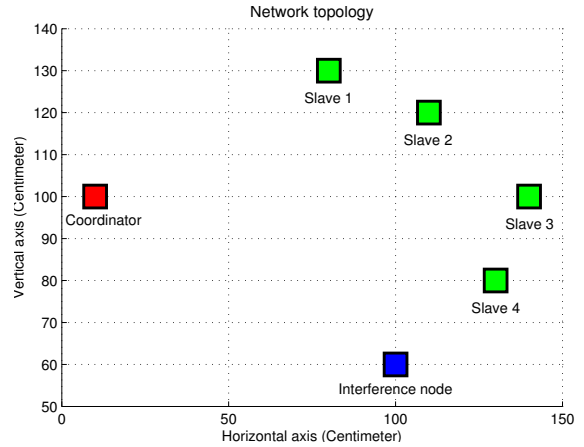 Network topology
140
130
120
110
100
90
80
70
60
50
Vertical axis (Centimeter)
Slave 1
Slave 2
Coordinator
Slave 3
Slave 4
Interference node
0
50
100
150
Horizontal axis (Centimeter)